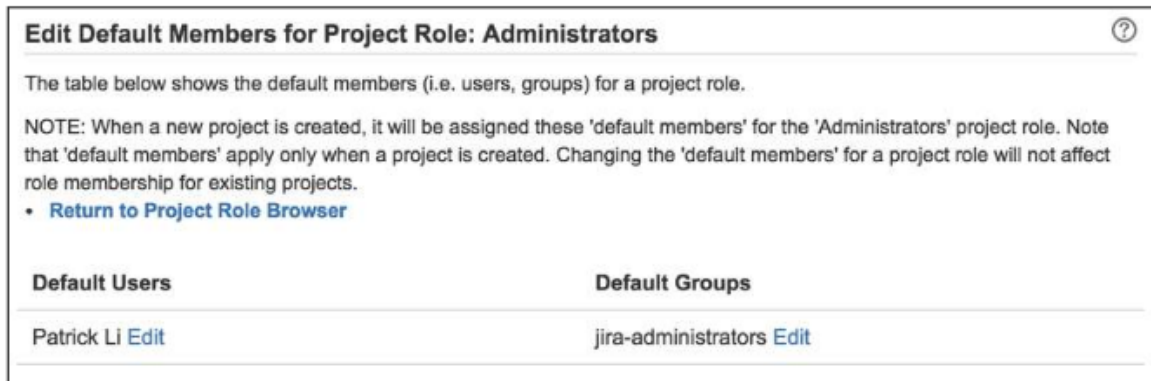 Edit Default Members for Project Role: Administrators ?
The table below shows the default members (i.e. users, groups) for a project role.
NOTE: When a new project is created, it will be assigned these 'default members' for the 'Administrators' project role. Note
that 'default members' apply only when a project is created. Changing the 'default members' for a project role will not affect
role membership for existing projects.
• Return to Project Role Browser
Default Users Default Groups
Patrick Li Edit jira-administrators Edit